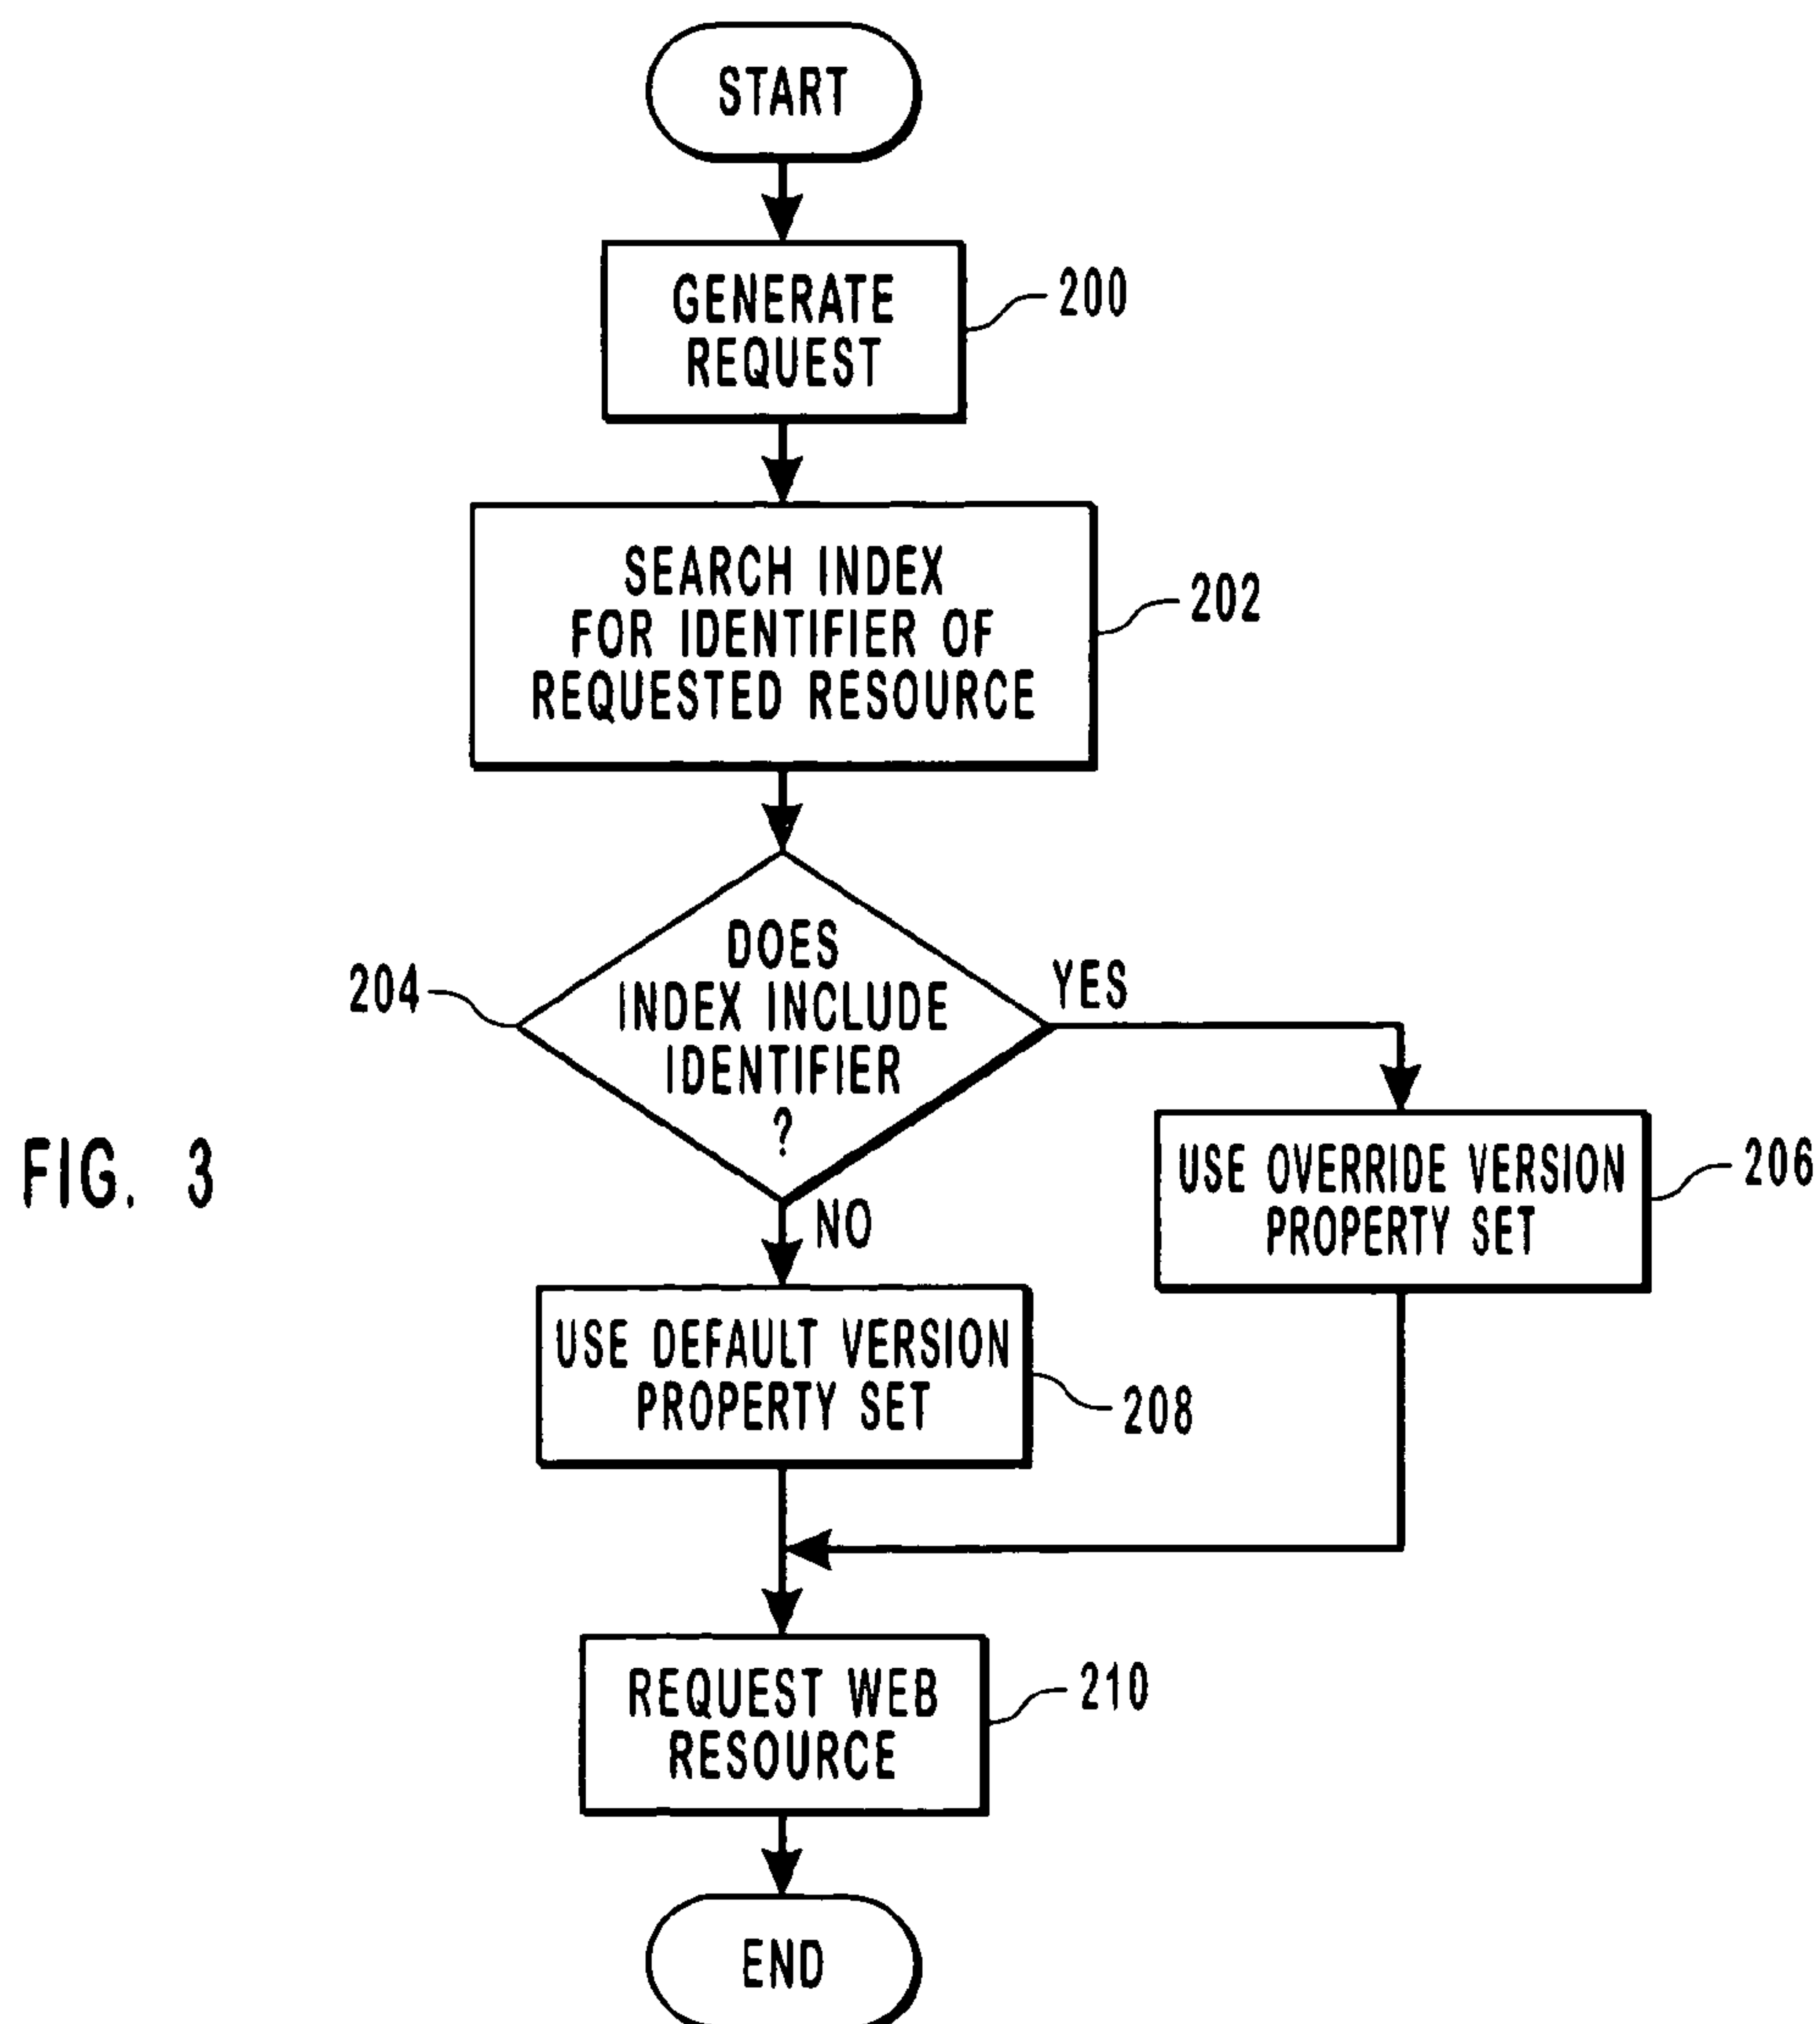 START
GENERATE
REQUEST
200
SEARCH INDEX
FOR IDENTIFIER OF
REQUESTED RESOURCE
202
DOES
INDEX INCLUDE
IDENTIFIER
?
204
YES
NO
USE OVERRIDE VERSION
PROPERTY SET
206
FIG. 3
USE DEFAULT VERSION
PROPERTY SET
208
REQUEST WEB
RESOURCE
210
END